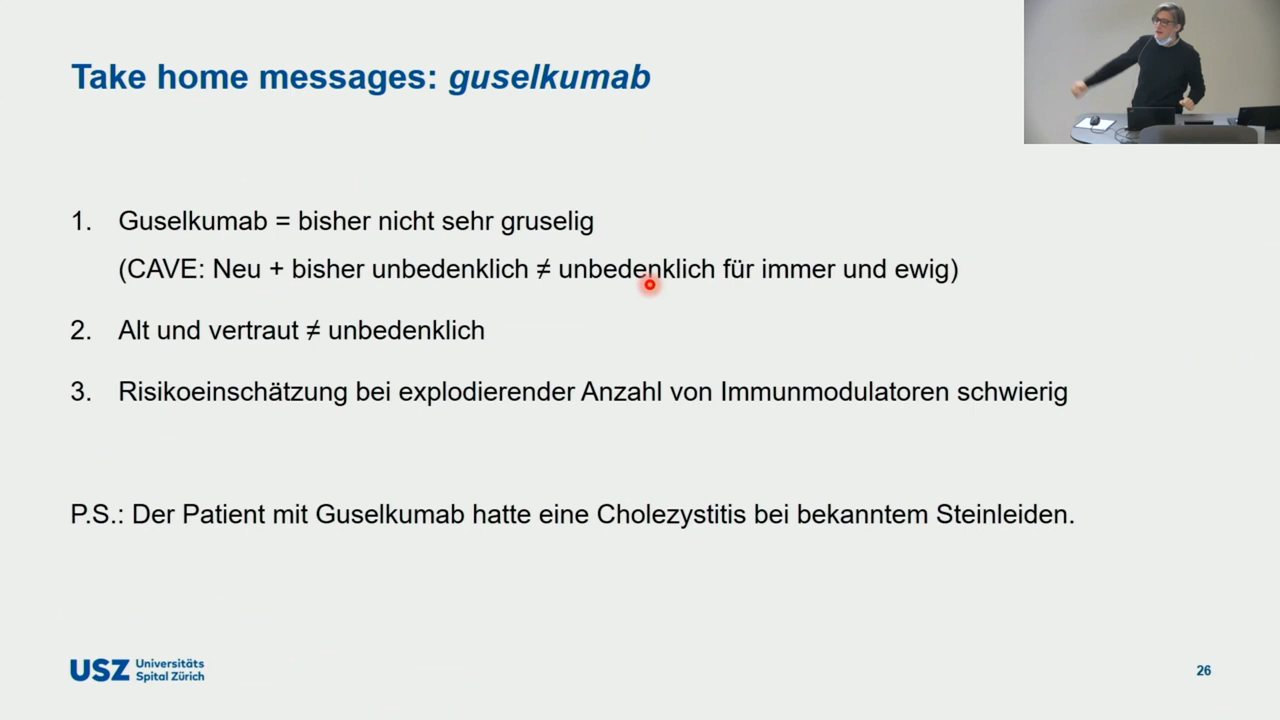 Take home messages: guselkumab
1. Guselkumab = bisher nicht sehr gruselig
(CAVE: Neu + bisher unbedenklich ≠ unbedenklich für immer und ewig)
2. Alt und vertraut ≠ unbedenklich
3. Risikoeinschätzung bei explodierender Anzahl von Immunmodulatoren schwierig
P.S.: Der Patient mit Guselkumab hatte eine Cholezystitis bei bekanntem Steinleiden.
USZ Universitäts
Spital Zürich
26